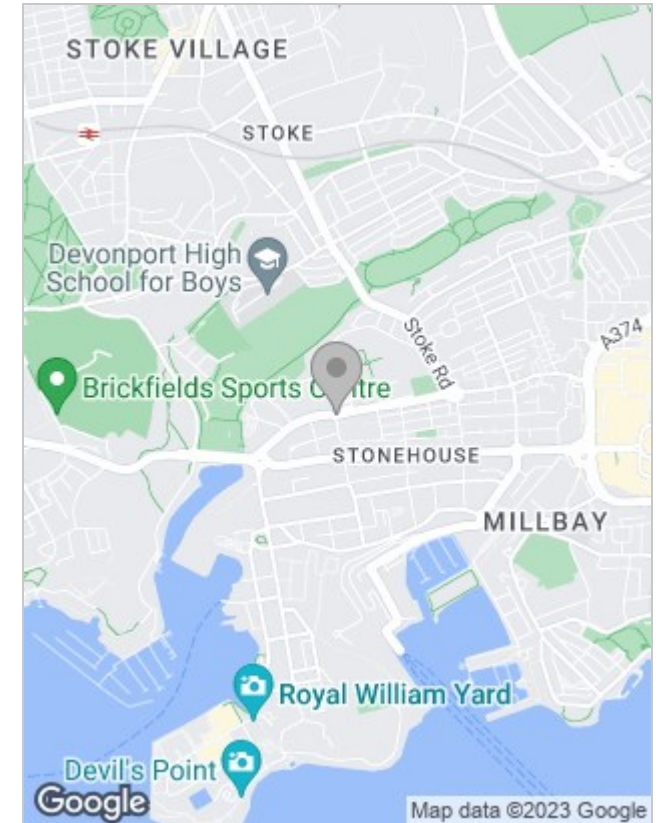 STOKE VILLAGE
STOKE
Devonport High
School for Boys
Stoke Rd
A374
Brickfields Sports Centre
STONEHOUSE
MILLBAY
Royal William Yard
Devil's Point
Google
Map data ©2023 Google